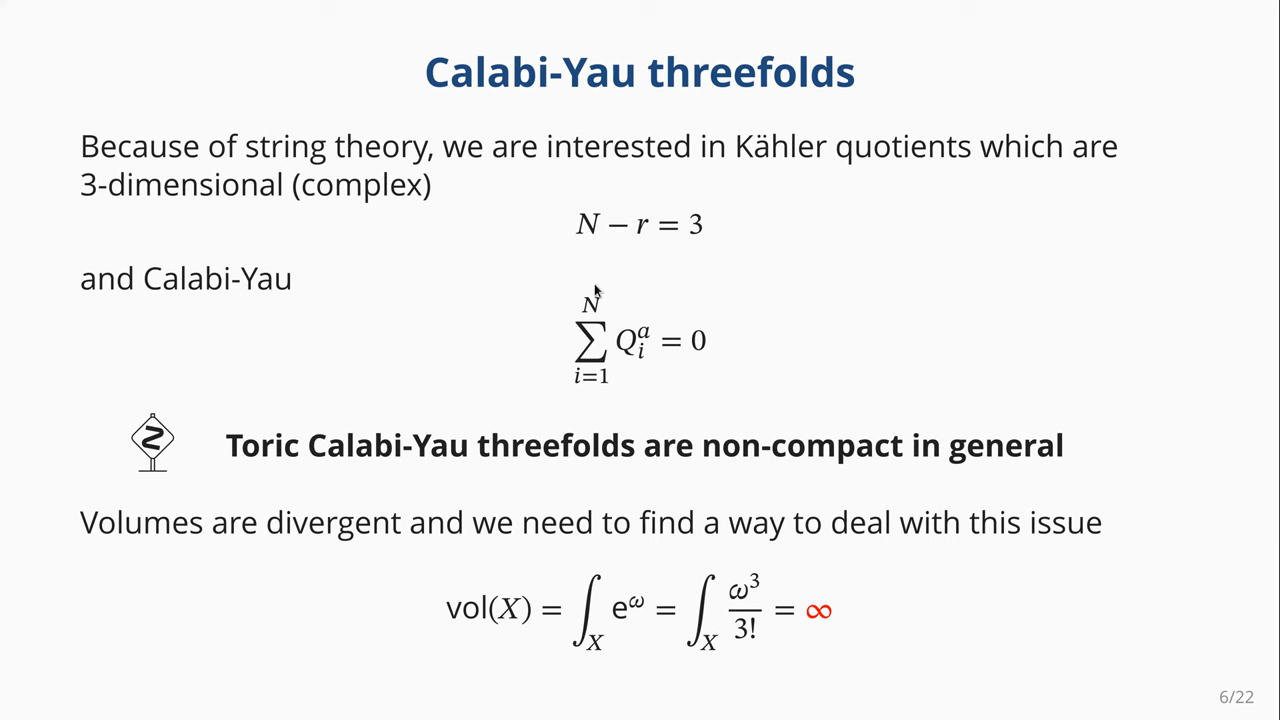 Calabi-Yau threefolds
Because of string theory, we are interested in Kähler quotients which are
3-dimensional (complex)
N − r = 3
and Calabi-Yau
∑_{i=1}^{N} Q_i^a = 0
Toric Calabi-Yau threefolds are non-compact in general
Volumes are divergent and we need to find a way to deal with this issue
vol(X) = ∫_X e^ω = ∫_X ω^3/3! = ∞
6/22